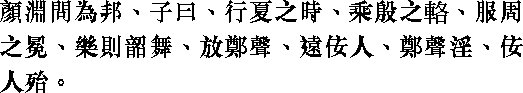 顏淵問為邦、子曰、行夏之時、乘殷之輅、服周
之冕、樂則韶舞、放鄭聲、遠佞人、鄭聲淫、佞
人殆。